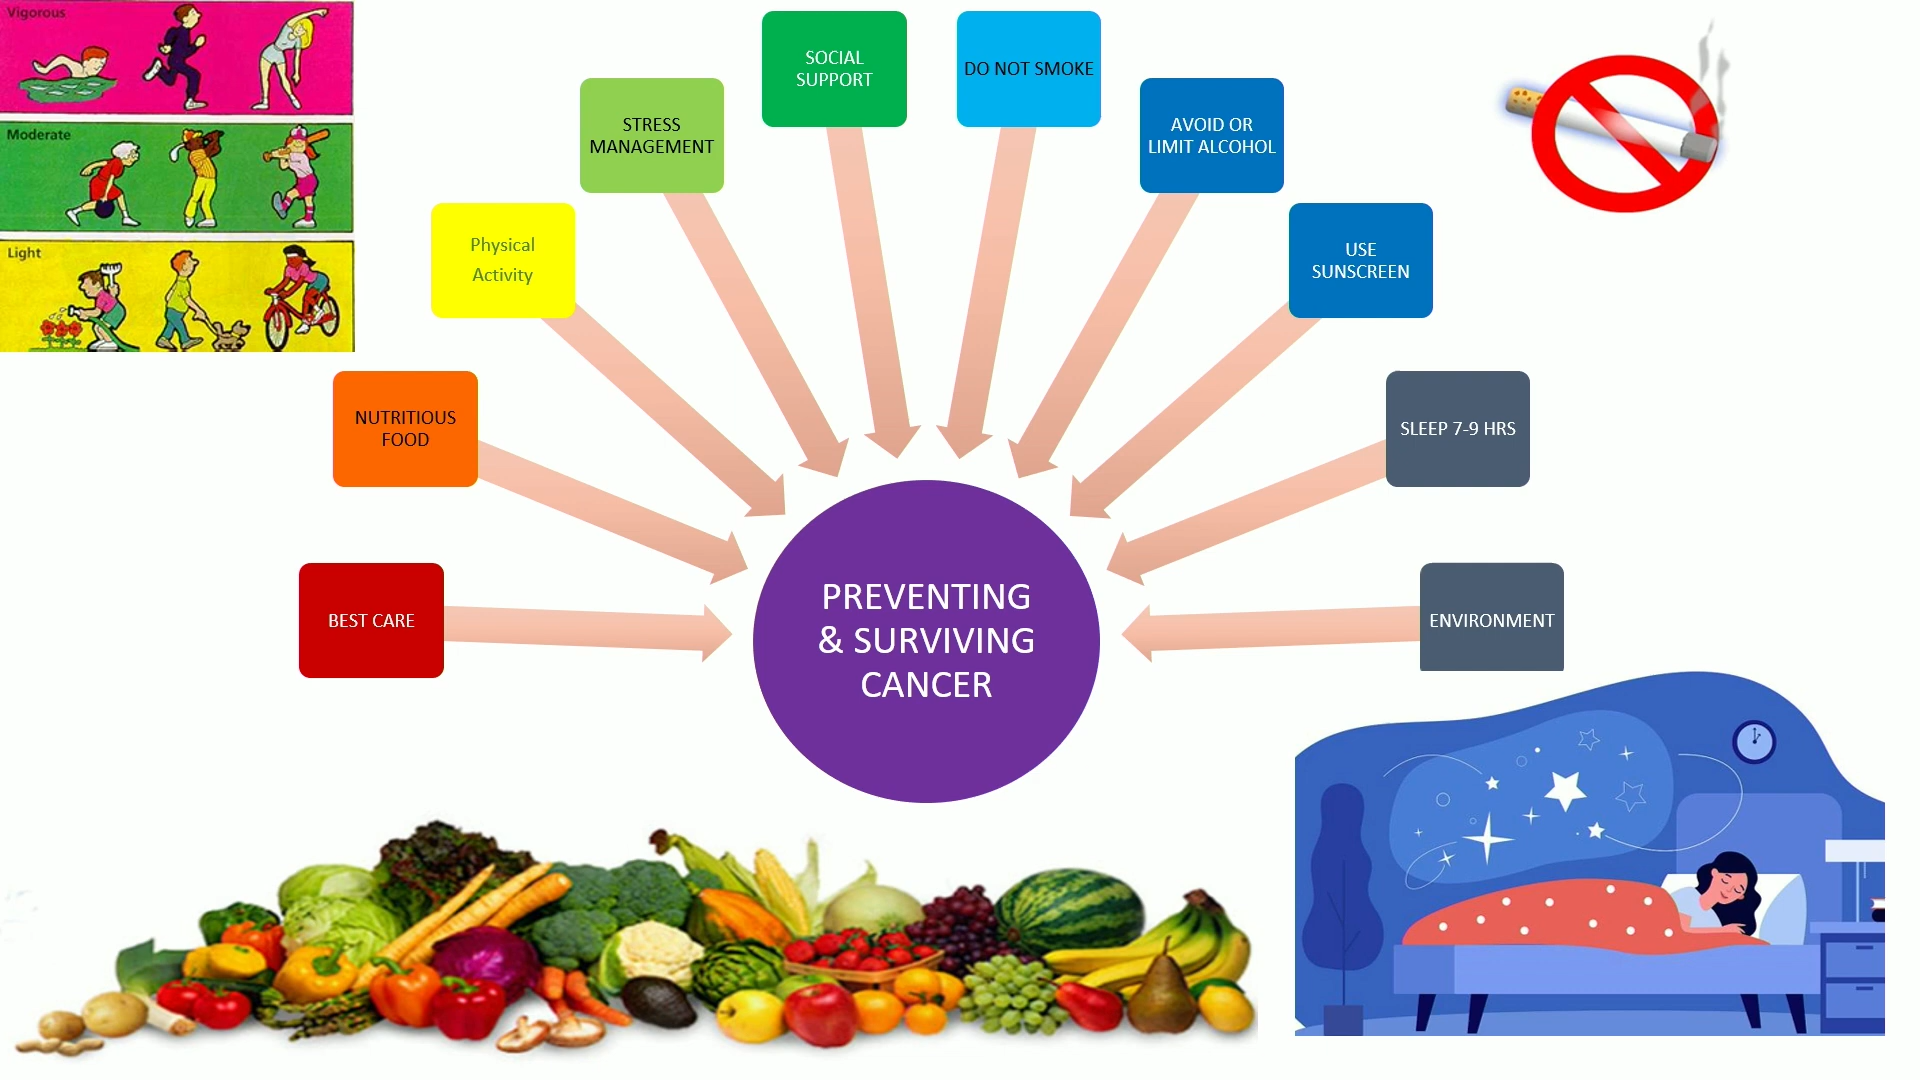 Vigorous
Moderate
Light
BEST CARE
NUTRITIOUS
FOOD
Physical
Activity
STRESS
MANAGEMENT
SOCIAL
SUPPORT
DO NOT SMOKE
AVOID OR
LIMIT ALCOHOL
USE
SUNSCREEN
SLEEP 7-9 HRS
ENVIRONMENT
PREVENTING
& SURVIVING
CANCER